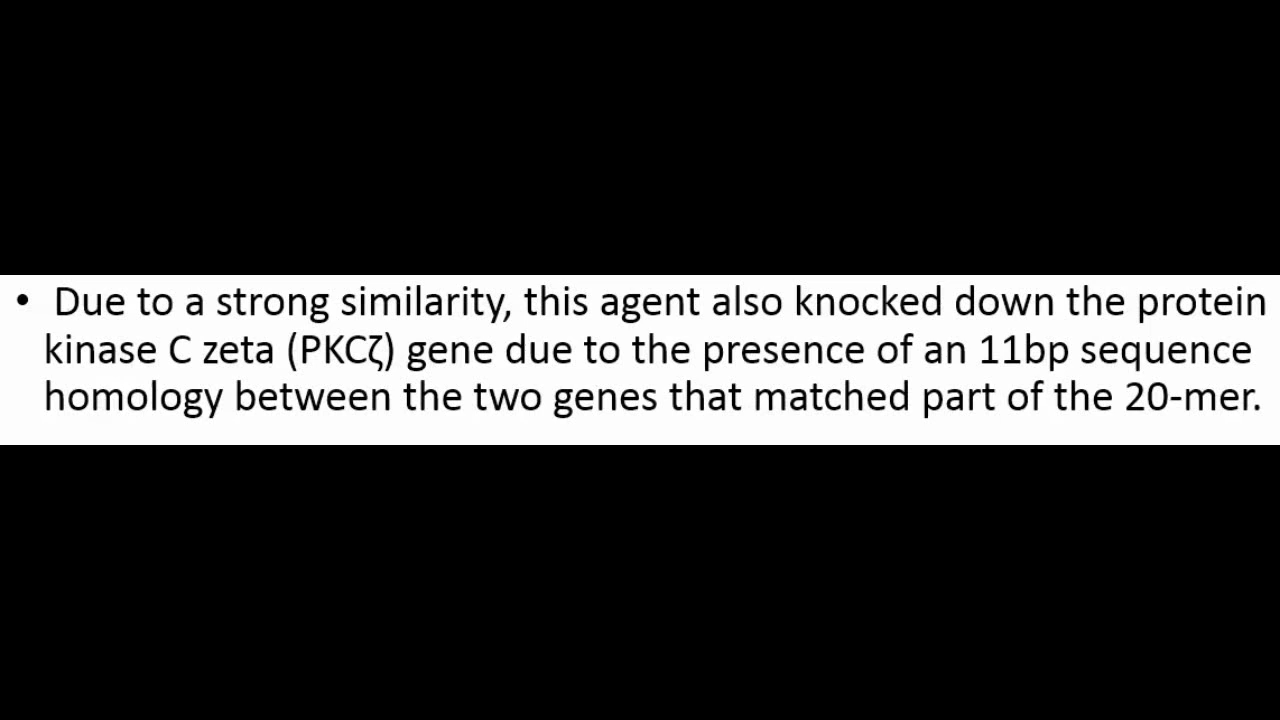 • Due to a strong similarity, this agent also knocked down the protein
kinase C zeta (PKCζ) gene due to the presence of an 11bp sequence
homology between the two genes that matched part of the 20-mer.